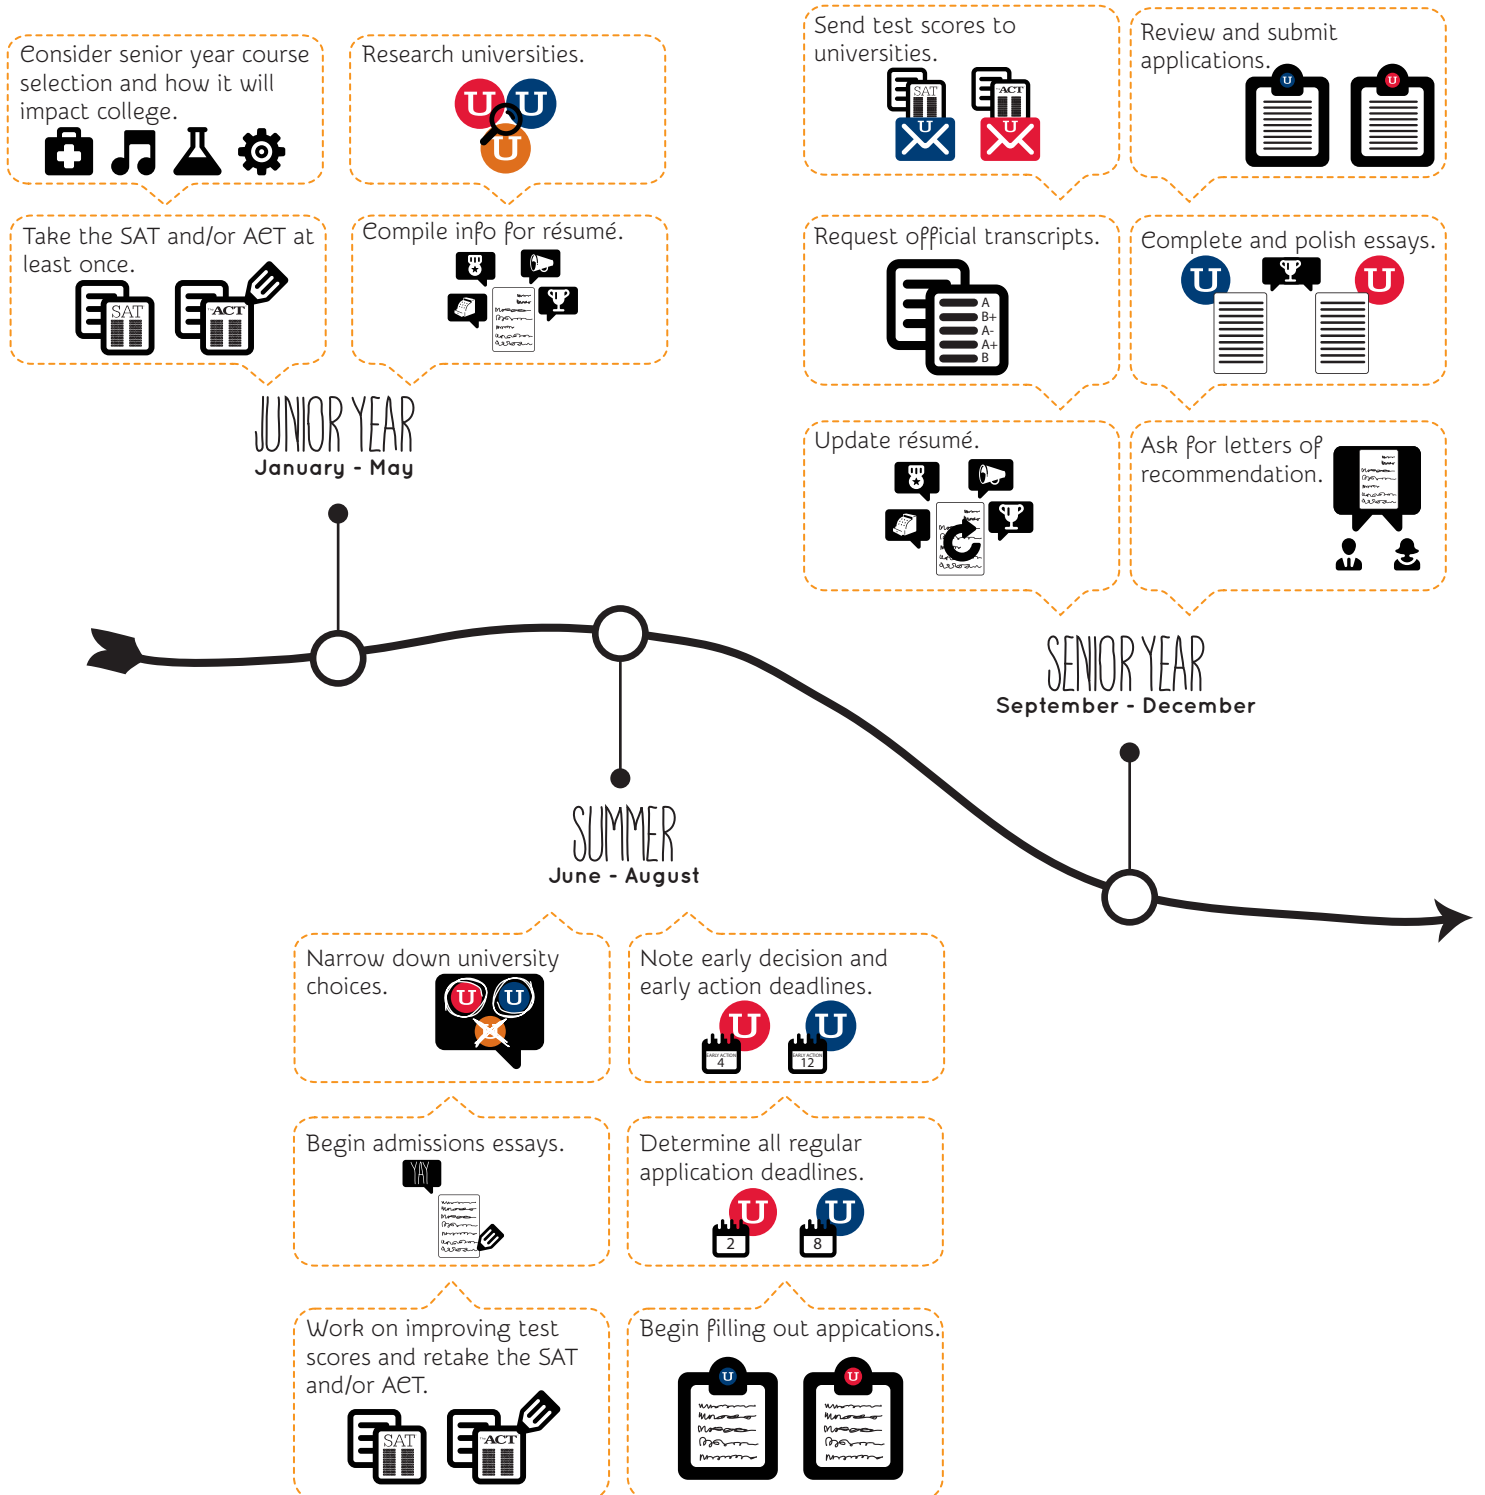 Consider senior year course
selection and how it will
impact college.
Research universities.
U U
U
Take the SAT and/or ACT at
least once.
SAT
ACT
Compile info for résumé.
JUNIOR YEAR
January - May
Send test scores to
universities.
SAT
ACT
U
U
Review and submit
applications.
U
U
Request official transcripts.
A
B+
A-
A+
B
Complete and polish essays.
U
U
Update résumé.
Ask for letters of
recommendation.
SENIOR YEAR
September - December
SUMMER
June - August
Narrow down university
choices.
U U
Note early decision and
early action deadlines.
U
EARLY ACTION
4
U
EARLY ACTION
12
Begin admissions essays.
YAY
Determine all regular
application deadlines.
U
2
U
8
Work on improving test
scores and retake the SAT
and/or ACT.
SAT
ACT
Begin filling out appications.
U
U